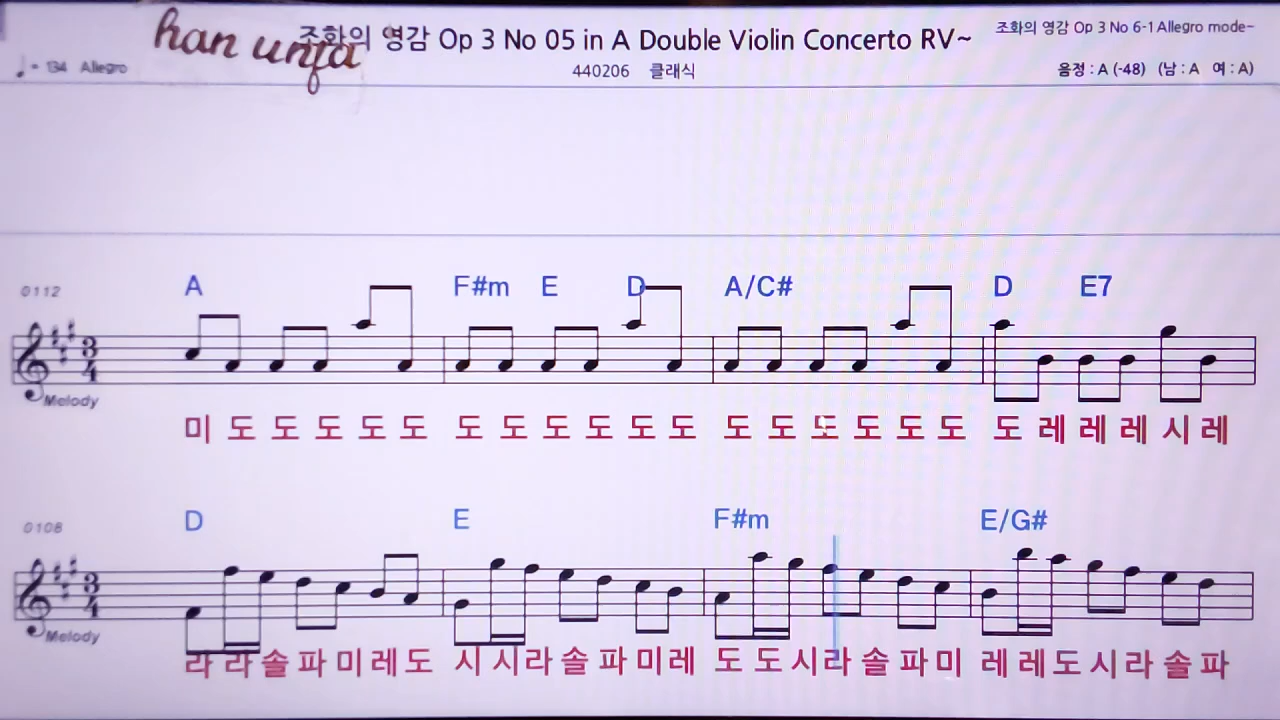 han unfa
조화의 영감 Op 3 No 05 in A Double Violin Concerto RV~
조화의 영감 Op 3 No 6-1 Allegro mode~
♩ = 134 Allegro
440206 클래식
음정 : A (-48) (남 : A 여 : A)
A F#m E D A/C# D E7
0112
3
4
Melody
미 도 도 도 도 도 도 도 도 도 도 도 도 도 도 도 도 도 도 레 레 레 시 레
D E F#m E/G#
0108
3
4
Melody
라 라 솔 파 미 레 도 시 시 라 솔 파 미 레 도 도 시 라 솔 파 미 레 레 도 시 라 솔 파